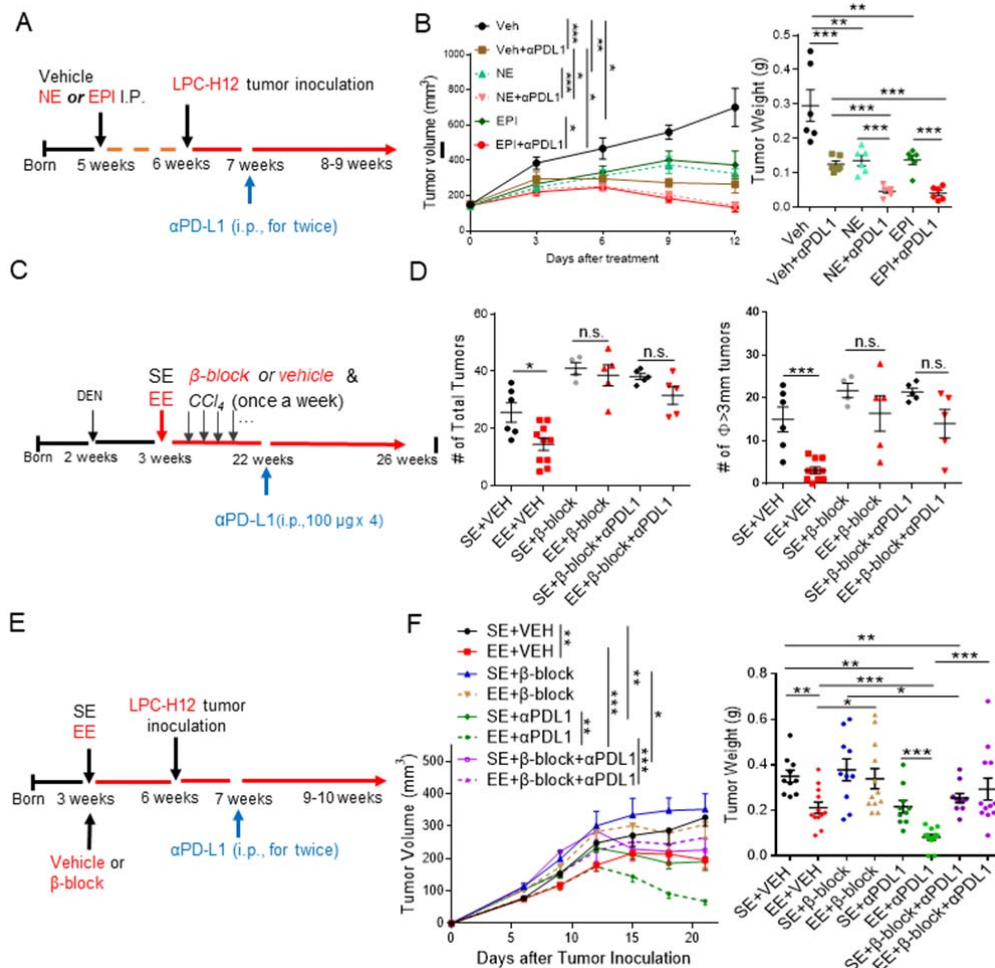 A
Vehicle
NE or EPI I.P.
LPC-H12 tumor inoculation
Born
5 weeks
6 weeks
7 weeks
8-9 weeks
αPD-L1 (i.p., for twice)
B
Veh
Veh+αPDL1
NE
NE+αPDL1
EPI
EPI+αPDL1
***
**
*
***
*
*
*
Tumor volume (mm³)
1000
800
600
400
200
0
0
3
6
9
12
Days after treatment
Tumor Weight (g)
0.5
0.4
0.3
0.2
0.1
0.0
**
**
***
***
***
***
***
Veh
Veh+αPDL1
NE
NE+αPDL1
EPI
EPI+αPDL1
C
DEN
SE
EE
β-block or vehicle &
CCl4 (once a week)
...
Born
2 weeks
3 weeks
22 weeks
26 weeks
αPD-L1(i.p.,100 μg x 4)
D
# of Total Tumors
60
40
20
0
*
n.s.
n.s.
SE+VEH
EE+VEH
SE+β-block
EE+β-block
SE+β-block+αPDL1
EE+β-block+αPDL1
# of Φ>3mm tumors
40
30
20
10
0
***
n.s.
n.s.
SE+VEH
EE+VEH
SE+β-block
EE+β-block
SE+β-block+αPDL1
EE+β-block+αPDL1
E
SE
EE
LPC-H12 tumor
inoculation
Born
3 weeks
6 weeks
7 weeks
9-10 weeks
Vehicle or
β-block
αPD-L1 (i.p., for twice)
F
SE+VEH
EE+VEH
SE+β-block
EE+β-block
SE+αPDL1
EE+αPDL1
SE+β-block+αPDL1
EE+β-block+αPDL1
**
**
***
*
**
***
Tumor Volume (mm³)
500
400
300
200
100
0
0
5
10
15
20
Days after Tumor Inoculation
Tumor Weight (g)
0.8
0.6
0.4
0.2
0.0
**
**
***
***
**
*
*
***
SE+VEH
EE+VEH
SE+β-block
EE+β-block
SE+αPDL1
EE+αPDL1
SE+β-block+αPDL1
EE+β-block+αPDL1